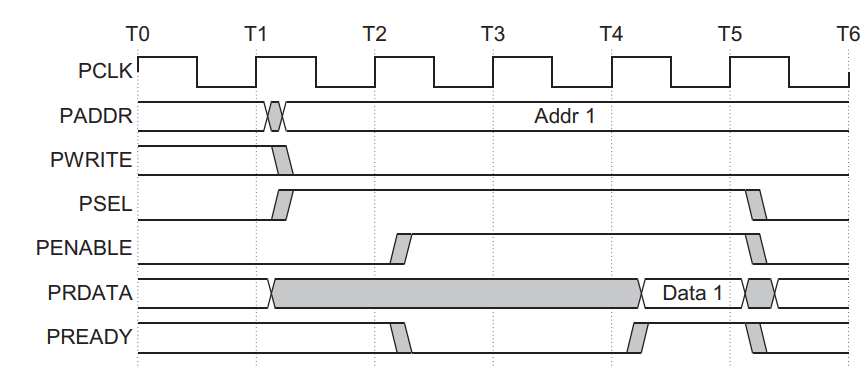 T0 T1 T2 T3 T4 T5 T6
PCLK
PADDR Addr 1
PWRITE
PSEL
PENABLE
PRDATA Data 1
PREADY